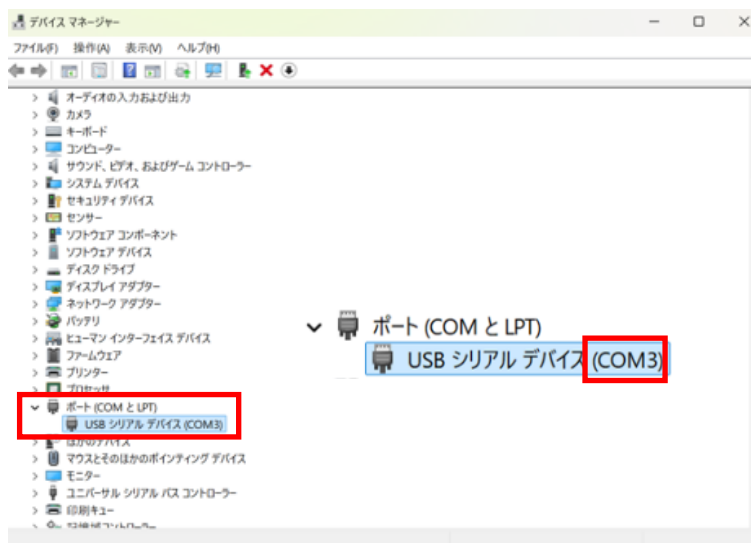 デバイス マネージャー
ファイル(F) 操作(A) 表示(V) ヘルプ(H)
オーディオの入力および出力
カメラ
キーボード
コンピューター
サウンド、ビデオ、およびゲーム コントローラー
システム デバイス
セキュリティ デバイス
センサー
ソフトウェア コンポーネント
ソフトウェア デバイス
ディスク ドライブ
ディスプレイ アダプター
ネットワーク アダプター
バッテリ
ヒューマン インターフェイス デバイス
ファームウェア
プリンター
プロセッサ
ポート (COM と LPT)
USB シリアル デバイス (COM3)
ほかのデバイス
マウスとそのほかのポインティング デバイス
モニター
ユニバーサル シリアル バス コントローラー
印刷キュー
記憶域コントローラー
ポート (COM と LPT)
USB シリアル デバイス (COM3)